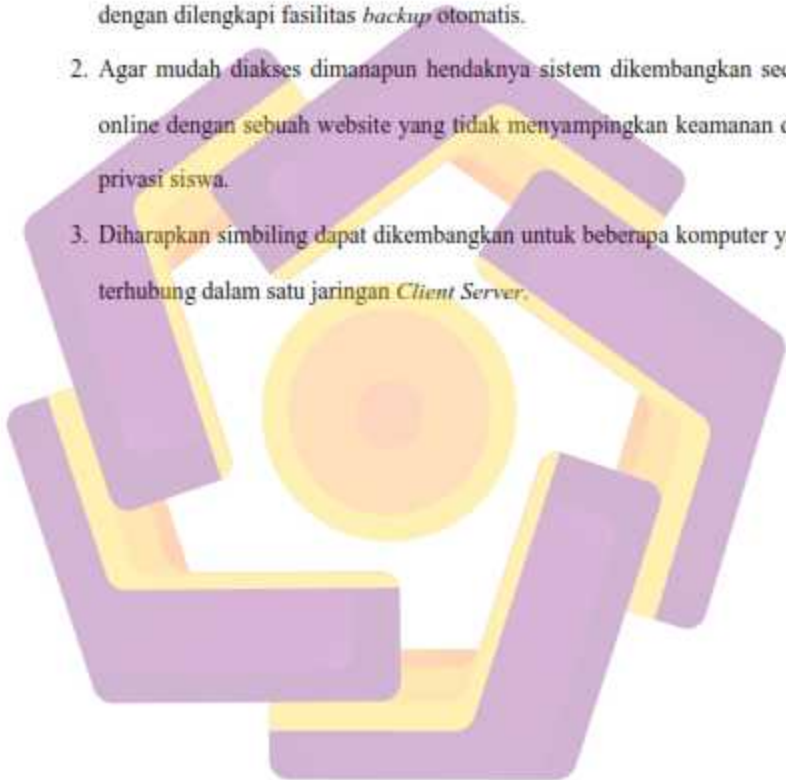 dengan dilengkapi fasilitas backup otomatis.
2. Agar mudah diakses dimanapun hendaknya sistem dikembangkan
online dengan sebuah website yang tidak menyampingkan keamanan
privasi siswa.
3. Diharapkan simbiling dapat dikembangkan untuk beberapa komputer
terhubung dalam satu jaringan Client Server.